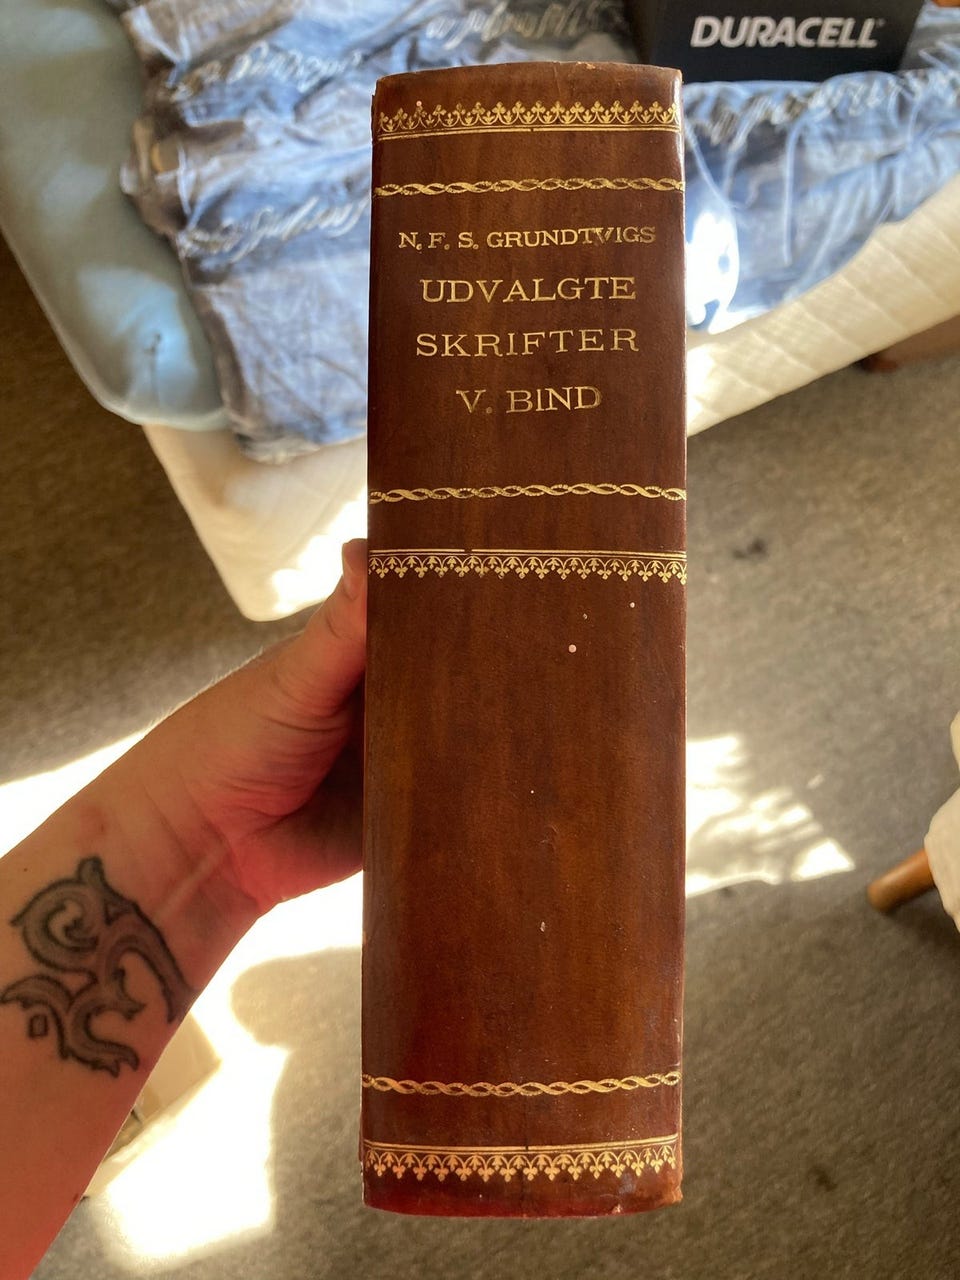 DURACELL
N. F. S. GRUNDTVIGS
UDVALGTE
SKRIFTER
V. BIND